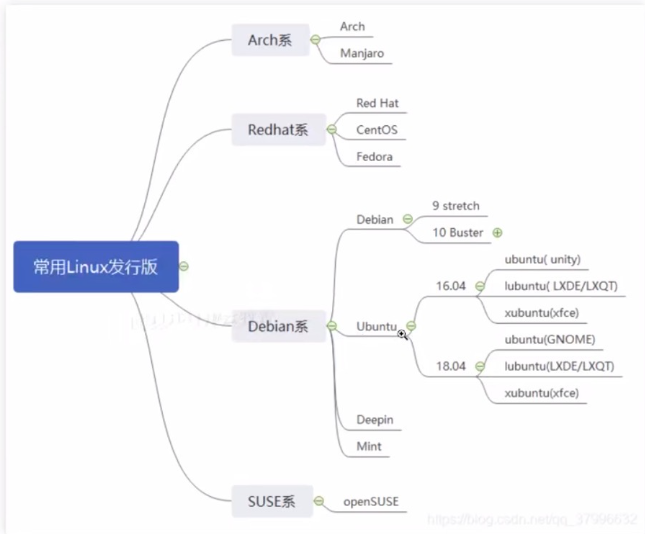 Arch系
Arch
Manjaro
Redhat系
Red Hat
CentOS
Fedora
常用Linux发行版
Debian系
Debian
9 stretch
10 Buster
Ubuntu
16.04
ubuntu( unity)
lubuntu( LXDE/LXQT)
xubuntu(xfce)
18.04
ubuntu(GNOME)
lubuntu(LXDE/LXQT)
xubuntu(xfce)
Deepin
Mint
SUSE系
openSUSE
https://blog.csdn.net/qq_37996632